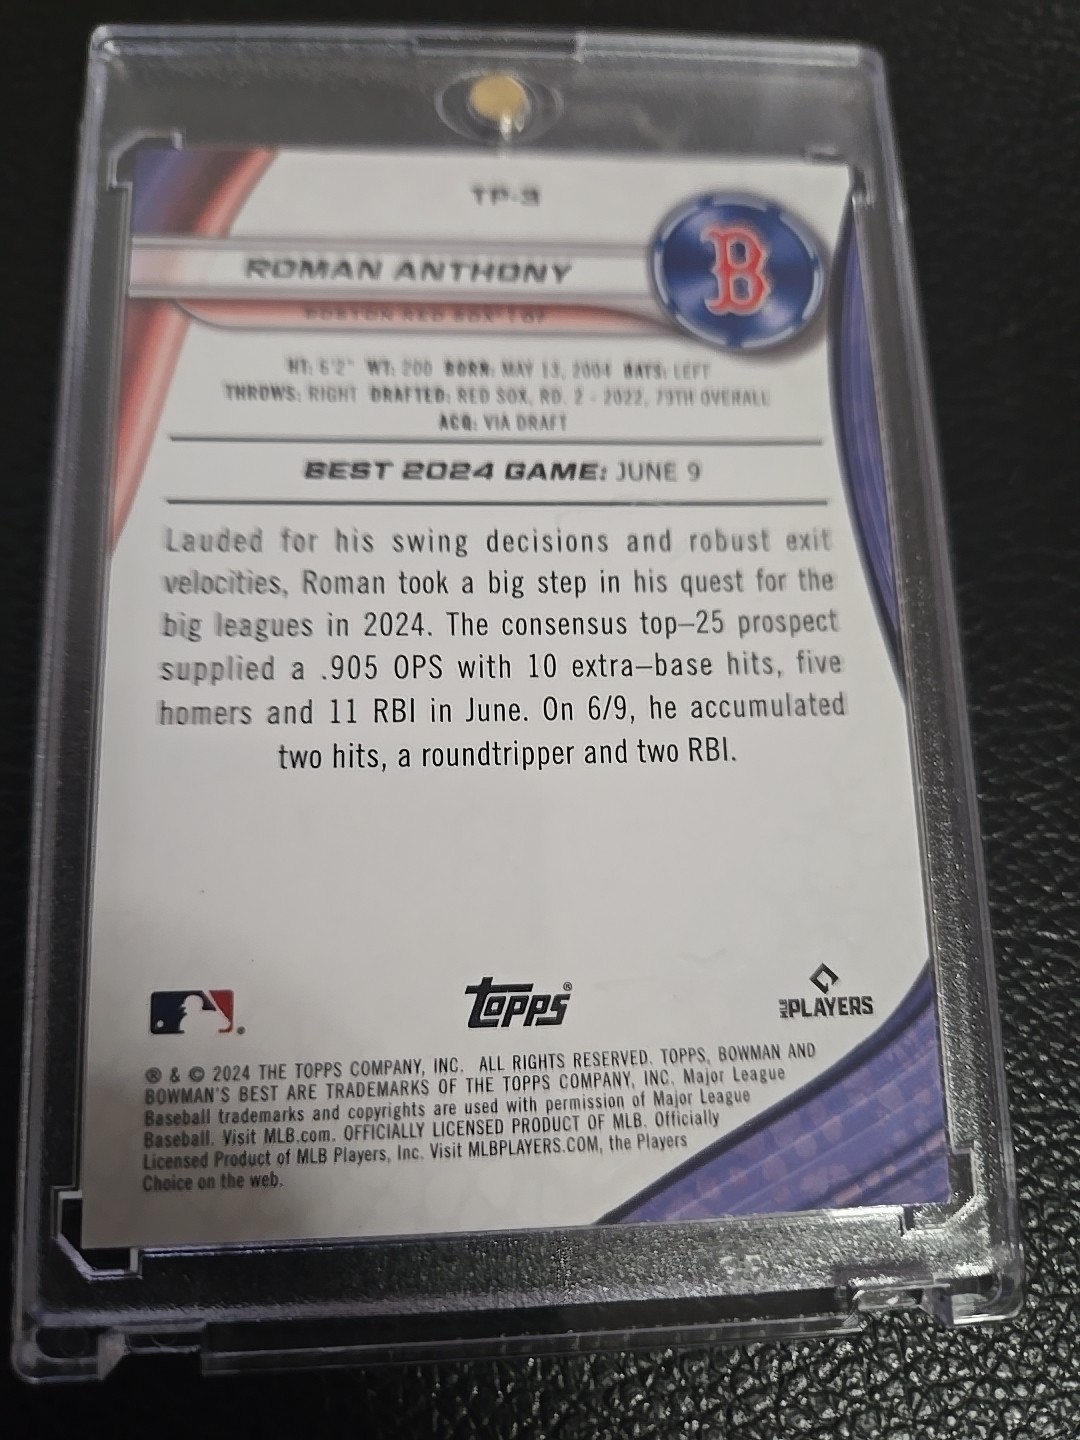 TP-3
B
ROMAN ANTHONY
BOSTON RED SOX® | OF
HT: 6'2" WT: 200 BORN: MAY 13, 2004 BATS: LEFT
THROWS: RIGHT DRAFTED: RED SOX, RD. 2 - 2022, 79TH OVERALL
ACQ: VIA DRAFT
BEST 2024 GAME: JUNE 9
Lauded for his swing decisions and robust exit
velocities, Roman took a big step in his quest for the
big leagues in 2024. The consensus top–25 prospect
supplied a .905 OPS with 10 extra–base hits, five
homers and 11 RBI in June. On 6/9, he accumulated
two hits, a roundtripper and two RBI.
Topps®
MLB PLAYERS
® & © 2024 THE TOPPS COMPANY, INC. ALL RIGHTS RESERVED. TOPPS, BOWMAN AND
BOWMAN'S BEST ARE TRADEMARKS OF THE TOPPS COMPANY, INC. Major League
Baseball trademarks and copyrights are used with permission of Major League
Baseball. Visit MLB.com. OFFICIALLY LICENSED PRODUCT OF MLB. Officially
Licensed Product of MLB Players, Inc. Visit MLBPLAYERS.COM, the Players
Choice on the web.